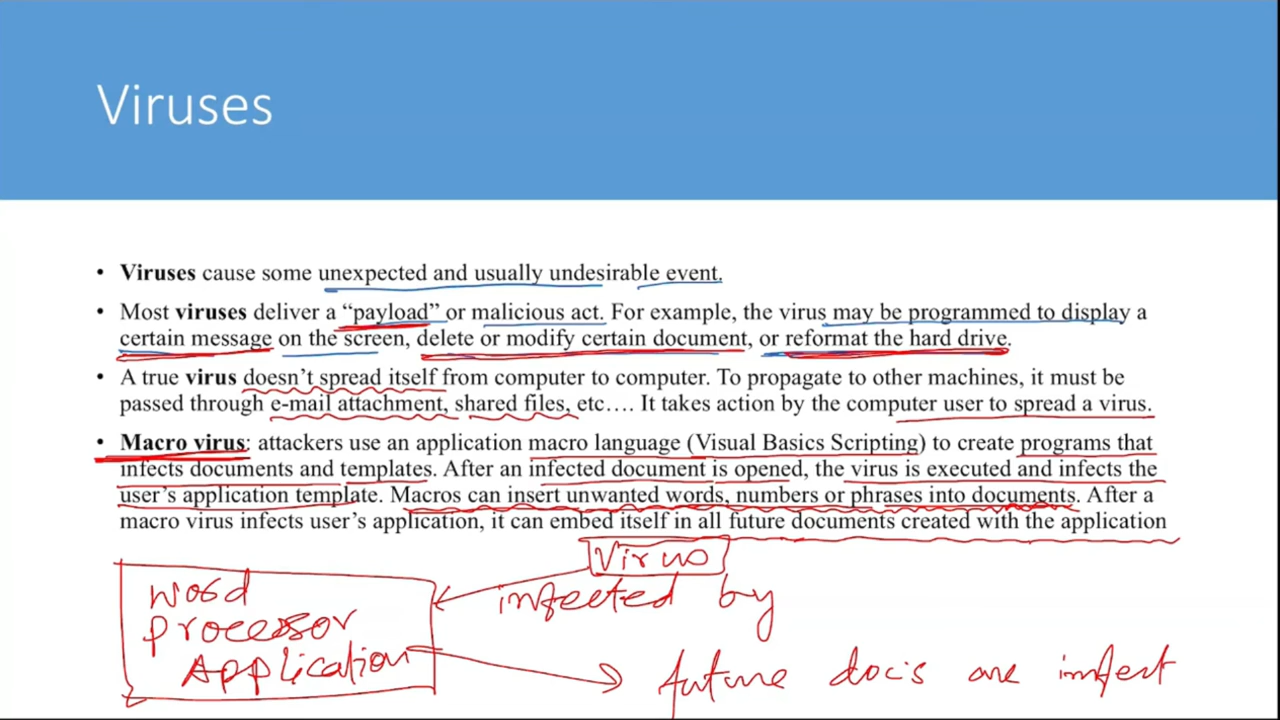 Viruses
• Viruses cause some unexpected and usually undesirable event.
• Most viruses deliver a “payload” or malicious act. For example, the virus may be programmed to display a
certain message on the screen, delete or modify certain document, or reformat the hard drive.
• A true virus doesn’t spread itself from computer to computer. To propagate to other machines, it must be
passed through e-mail attachment, shared files, etc…. It takes action by the computer user to spread a virus.
• Macro virus: attackers use an application macro language (Visual Basics Scripting) to create programs that
infects documents and templates. After an infected document is opened, the virus is executed and infects the
user’s application template. Macros can insert unwanted words, numbers or phrases into documents. After a
macro virus infects user’s application, it can embed itself in all future documents created with the application
Virus
infected by
Word
Processor
Application
future docs are infect